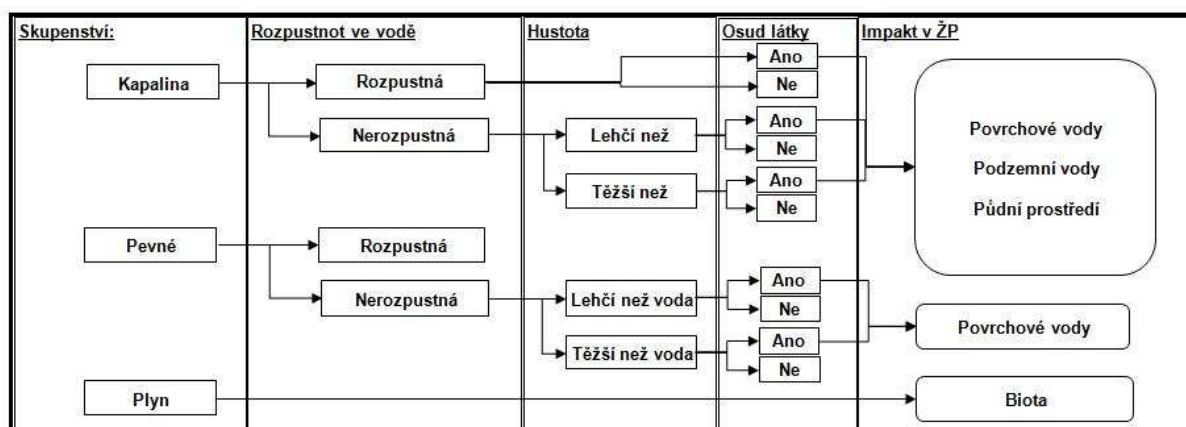 Skupenství: Rozpustnot ve vodě Hustota Osud látky Impakt v ŽP
Kapalina Rozpustná Ano
Ne
Nerozpustná Lehčí než Ano
Ne
Těžší než Ano
Ne
Povrchové vody
Podzemní vody
Půdní prostředí
Pevné Rozpustná
Nerozpustná Lehčí než voda Ano
Ne
Těžší než voda Ano
Ne
Povrchové vody
Plyn Biota